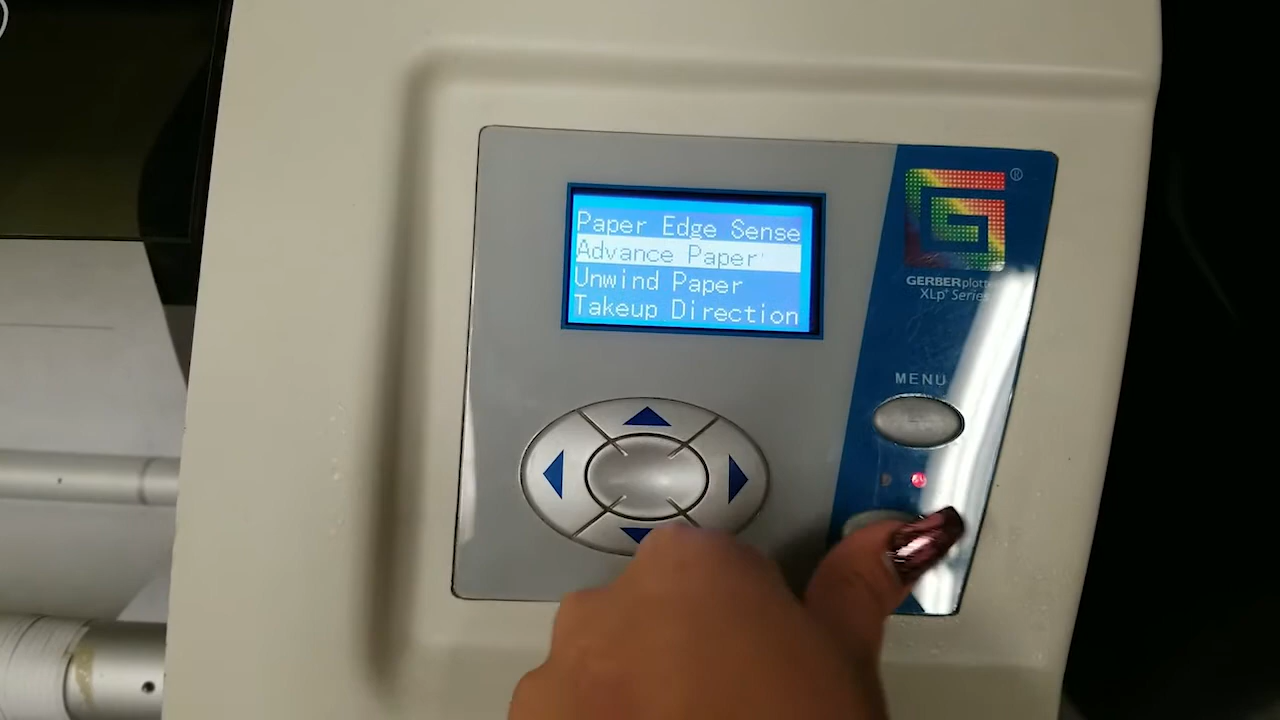 Paper Edge Sense
Advance Paper
Unwind Paper
Takeup Direction
®
GERBERplotter
XLp+ Series
MENU